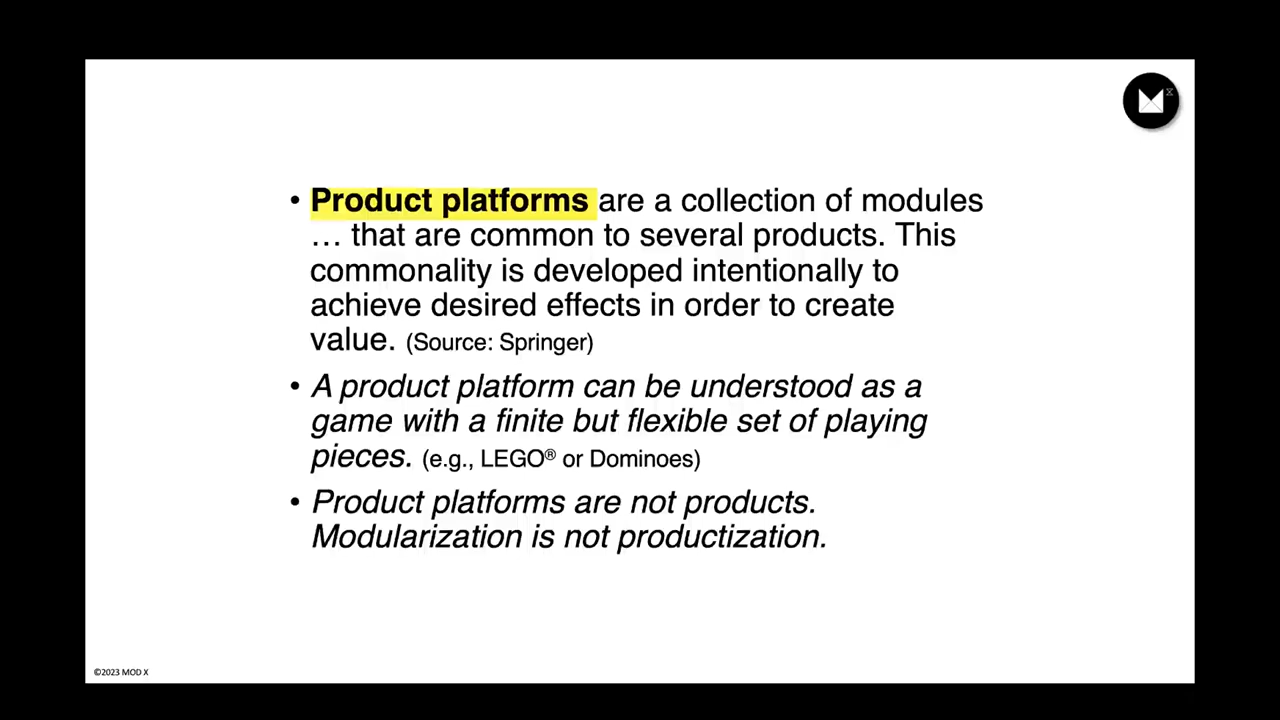 • Product platforms are a collection of modules
… that are common to several products. This
commonality is developed intentionally to
achieve desired effects in order to create
value. (Source: Springer)
• A product platform can be understood as a
game with a finite but flexible set of playing
pieces. (e.g., LEGO® or Dominoes)
• Product platforms are not products.
Modularization is not productization.
©2023 MOD X